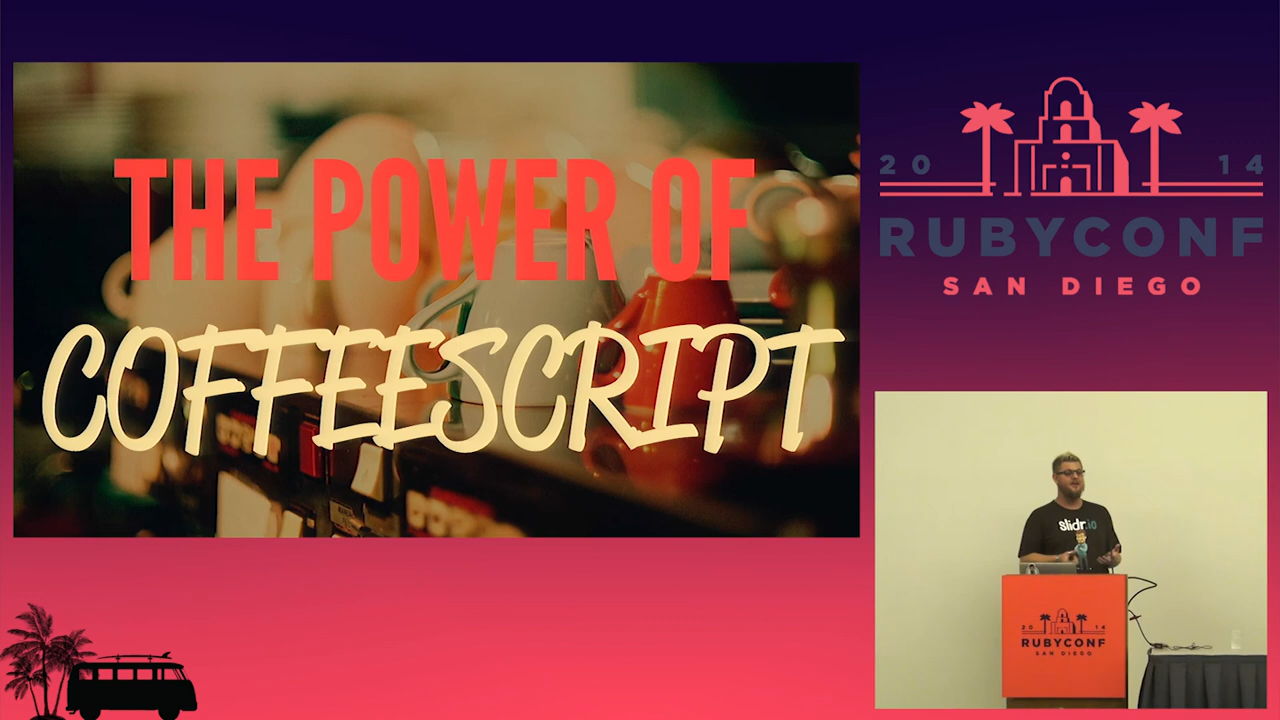 THE POWER OF
COFFEESCRIPT
20 14
RUBYCONF
SAN DIEGO
slidr.io
20 14
RUBYCONF
SAN DIEGO